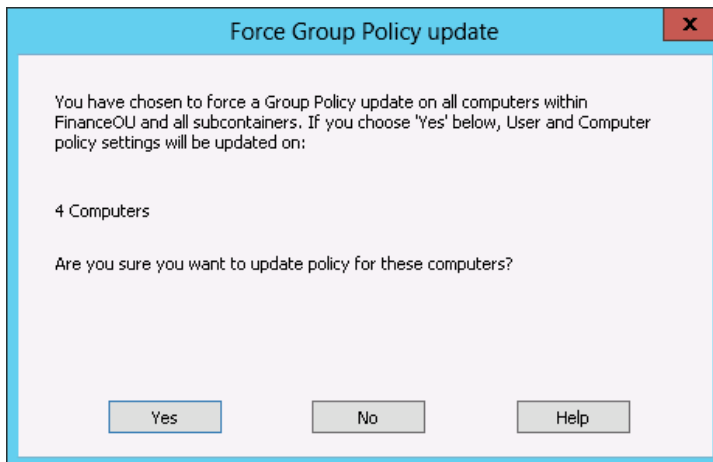 Force Group Policy update
x
You have chosen to force a Group Policy update on all computers within
FinanceOU and all subcontainers. If you choose 'Yes' below, User and Computer
policy settings will be updated on:
4 Computers
Are you sure you want to update policy for these computers?
Yes No Help